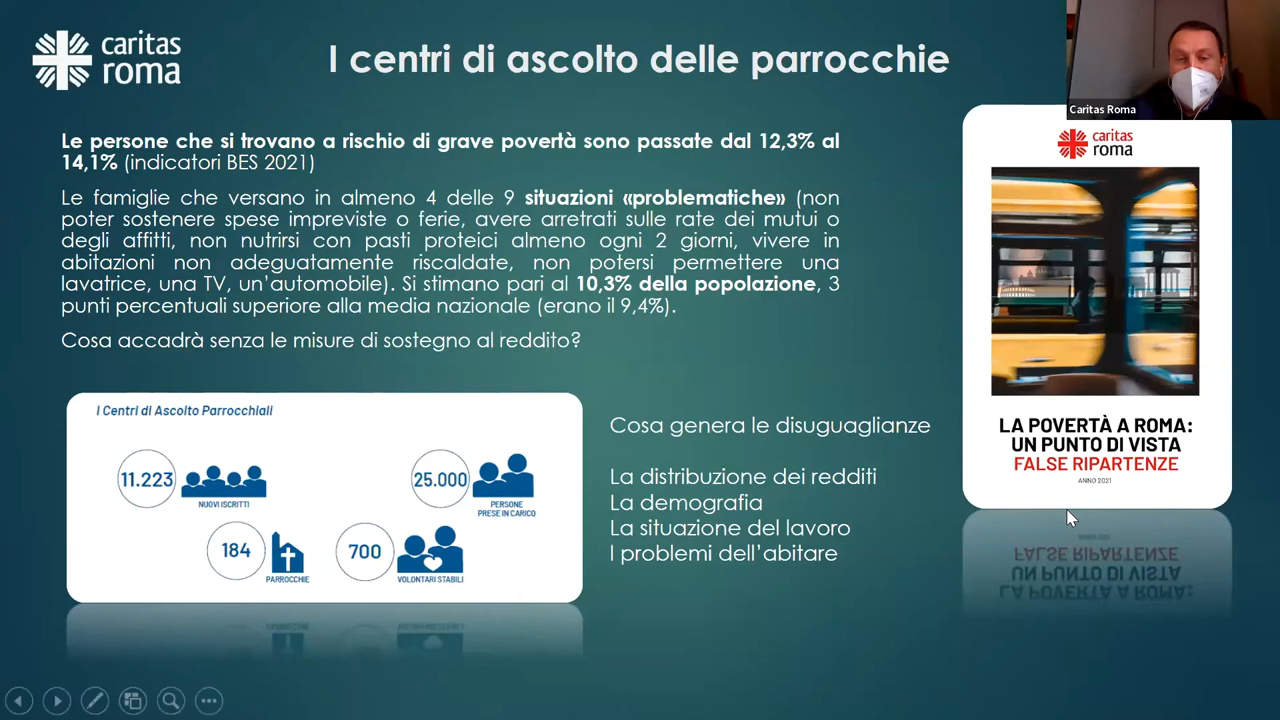 caritas
roma
I centri di ascolto delle parrocchie
Caritas Roma
Le persone che si trovano a rischio di grave povertà sono passate dal 12,3% al
14,1% (indicatori BES 2021)
Le famiglie che versano in almeno 4 delle 9 situazioni «problematiche» (non
poter sostenere spese impreviste o ferie, avere arretrati sulle rate dei mutui o
degli affitti, non nutrirsi con pasti proteici almeno ogni 2 giorni, vivere in
abitazioni non adeguatamente riscaldate, non potersi permettere una
lavatrice, una TV, un’automobile). Si stimano pari al 10,3% della popolazione, 3
punti percentuali superiore alla media nazionale (erano il 9,4%).
Cosa accadrà senza le misure di sostegno al reddito?
I Centri di Ascolto Parrocchiali
11.223
NUOVI ISCRITTI
25.000
PERSONE
PRESE IN CARICO
184
PARROCCHIE
700
VOLONTARI STABILI
Cosa genera le disuguaglianze
La distribuzione dei redditi
La demografia
La situazione del lavoro
I problemi dell’abitare
caritas
roma
LA POVERTÀ A ROMA:
UN PUNTO DI VISTA
FALSE RIPARTENZE
ANNO 2021